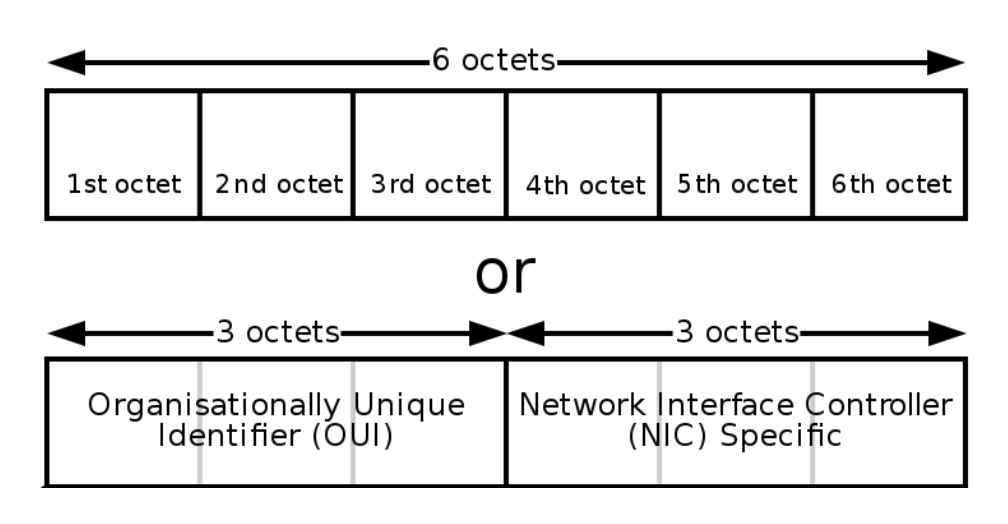 6 octets
1st octet 2nd octet 3rd octet 4th octet 5th octet 6th octet
or
3 octets 3 octets
Organisationally Unique
Identifier (OUI)
Network Interface Controller
(NIC) Specific